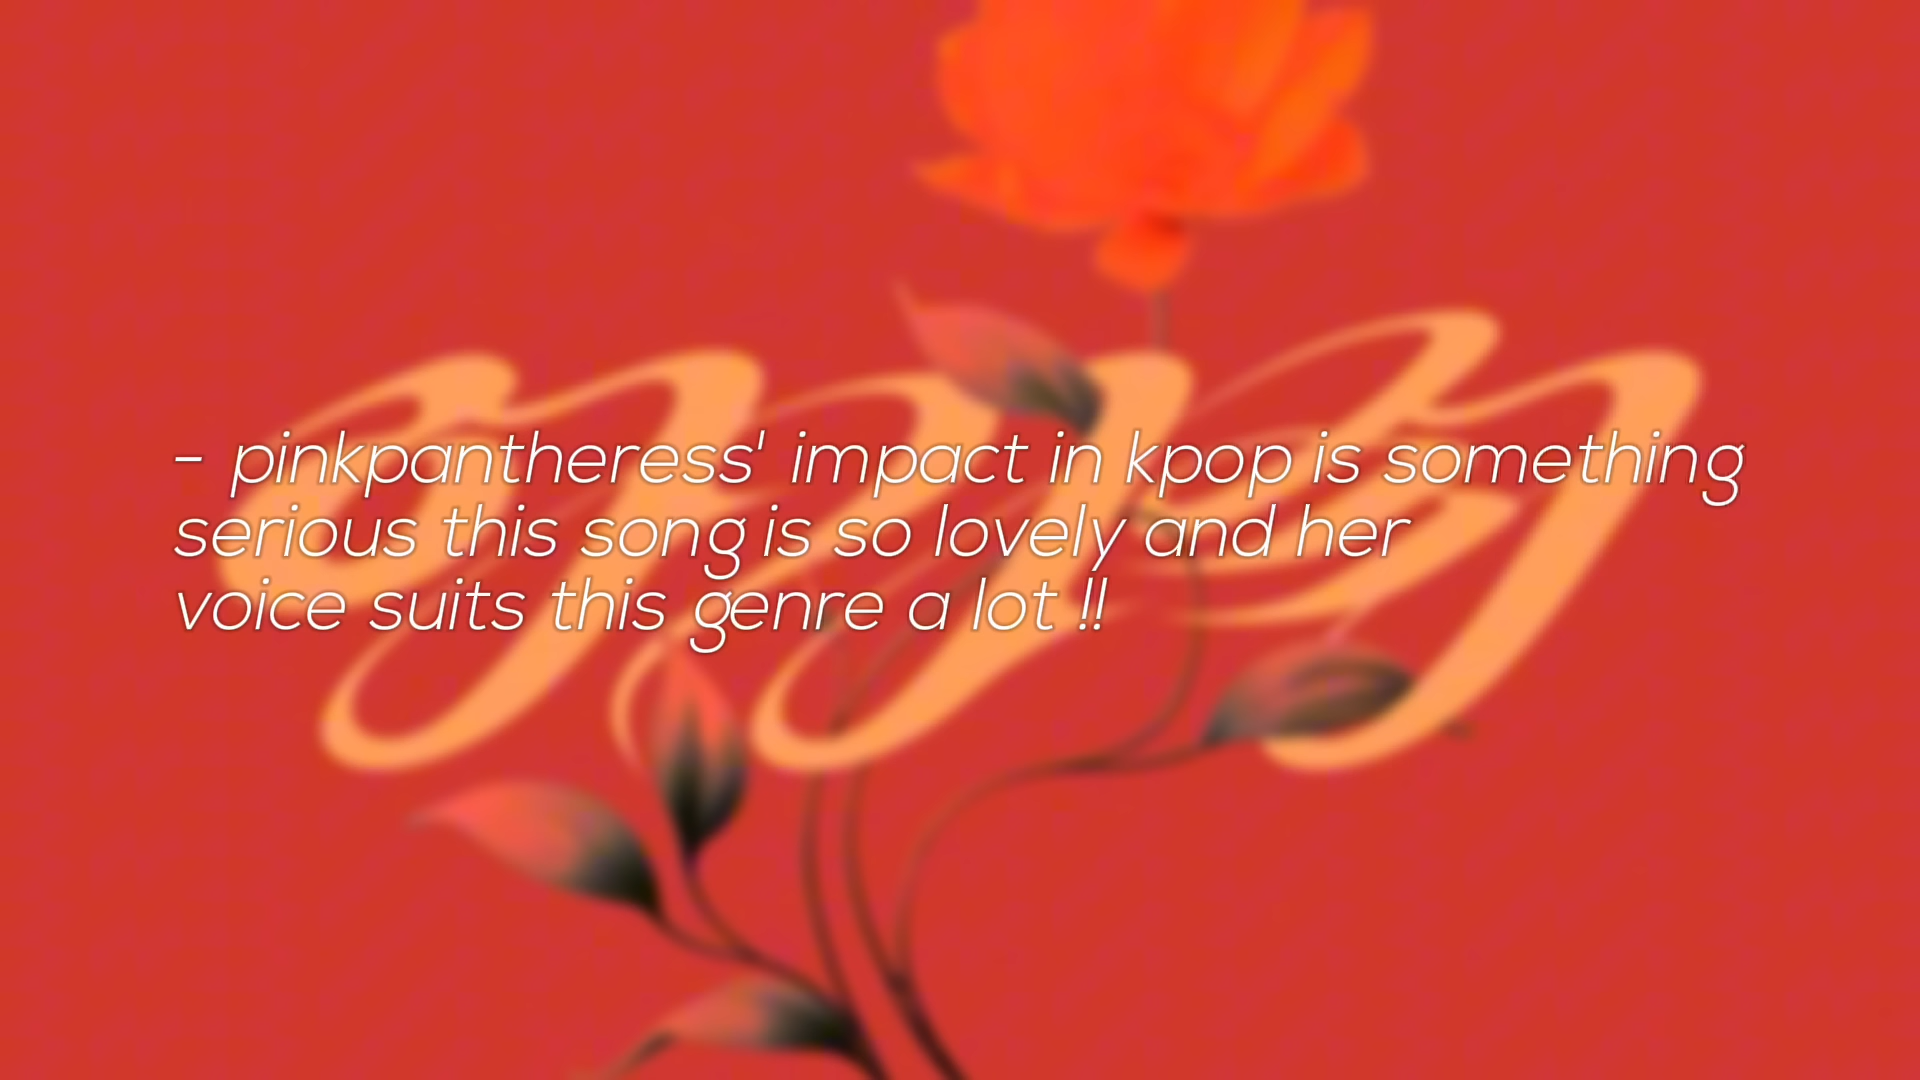 - pinkpantheress' impact in kpop is something
serious this song is so lovely and her
voice suits this genre a lot !!